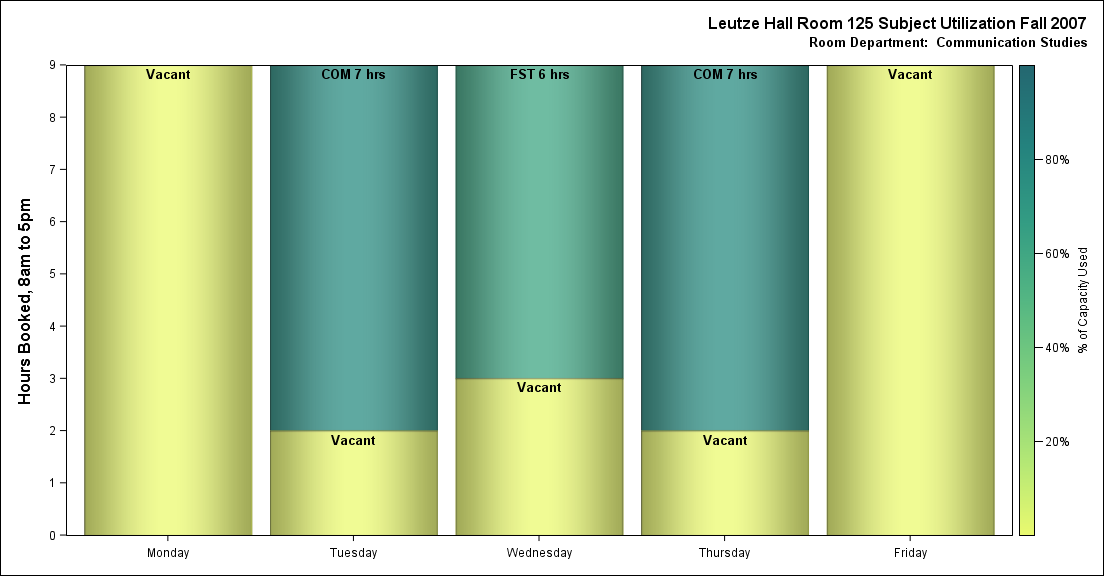 Leutze Hall Room 125 Subject Utilization Fall 2007
Room Department:  Communication Studies
Hours Booked, 8am to 5pm
9
8
7
6
5
4
3
2
1
0
Vacant
COM 7 hrs
FST 6 hrs
COM 7 hrs
Vacant
Vacant
Vacant
Vacant
Monday
Tuesday
Wednesday
Thursday
Friday
80%
60%
40%
20%
% of Capacity Used